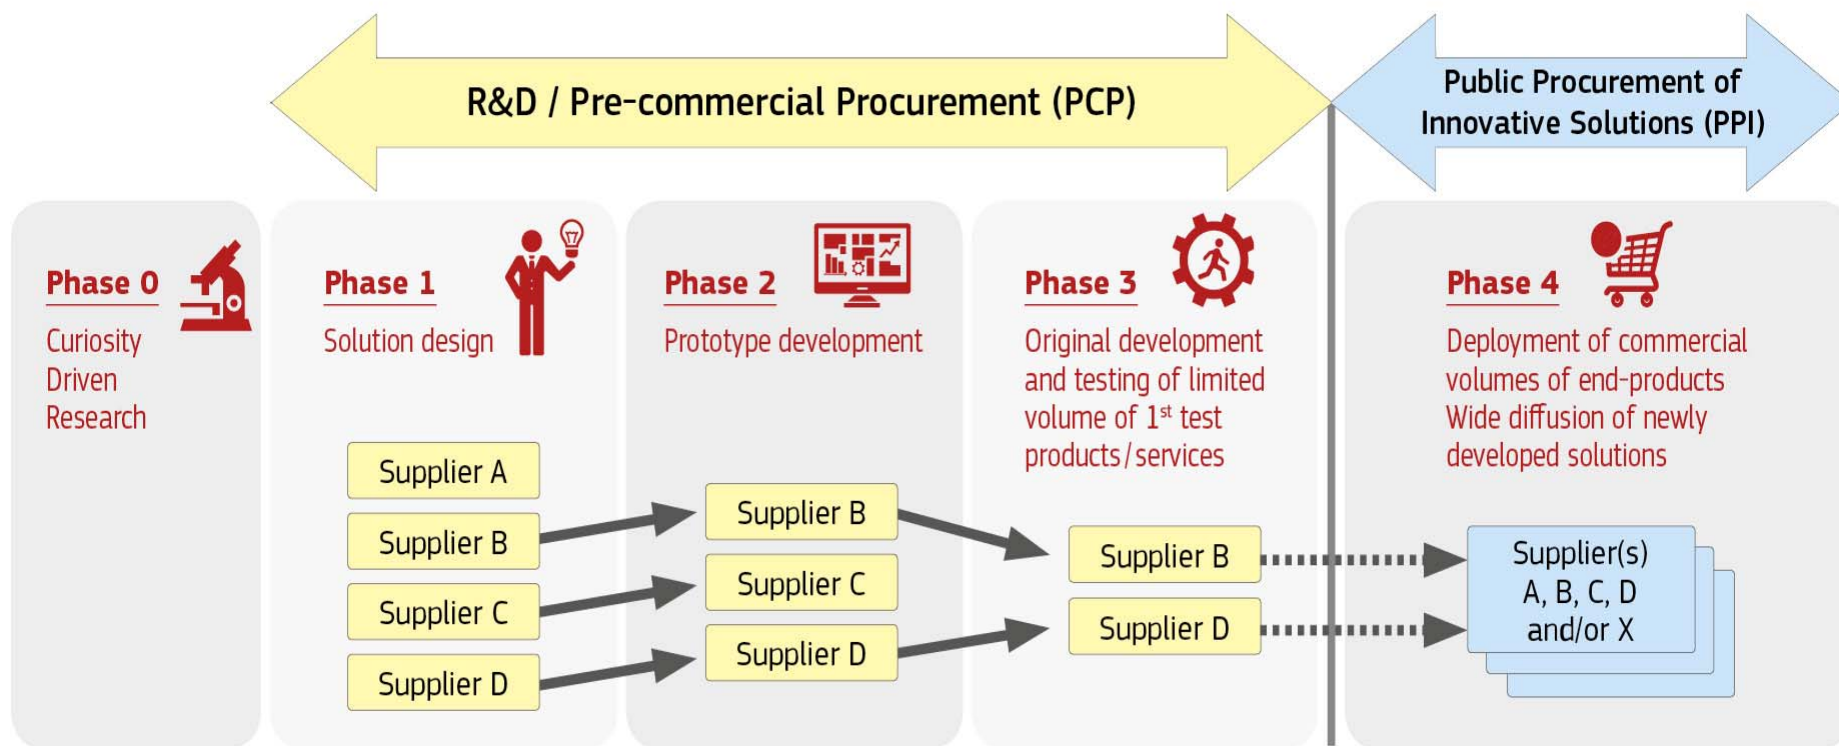 R&D / Pre-commercial Procurement (PCP)
Public Procurement of
Innovative Solutions (PPI)
Phase 0
Curiosity
Driven
Research
Phase 1
Solution design
Supplier A
Supplier B
Supplier C
Supplier D
Phase 2
Prototype development
Supplier B
Supplier C
Supplier D
Phase 3
Original development
and testing of limited
volume of 1st test
products/services
Supplier B
Supplier D
Phase 4
Deployment of commercial
volumes of end-products
Wide diffusion of newly
developed solutions
Supplier(s)
A, B, C, D
and/or X